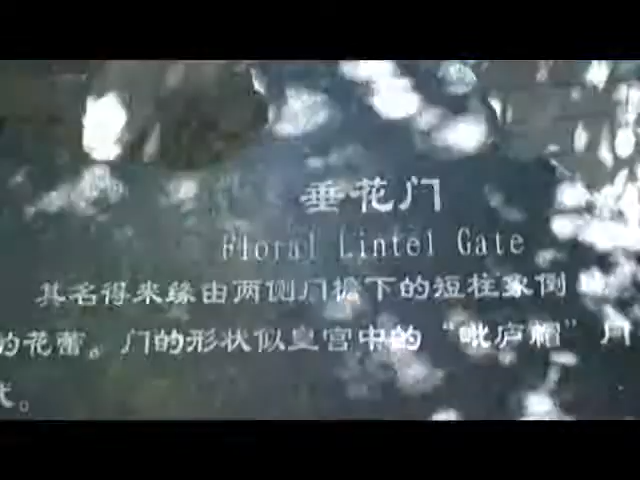 垂花门
Floral Lintel Gate
其名得来缘由两侧门檐下的短柱象倒
的花蕾。门的形状似皇宫中的“毗庐帽”门
代。